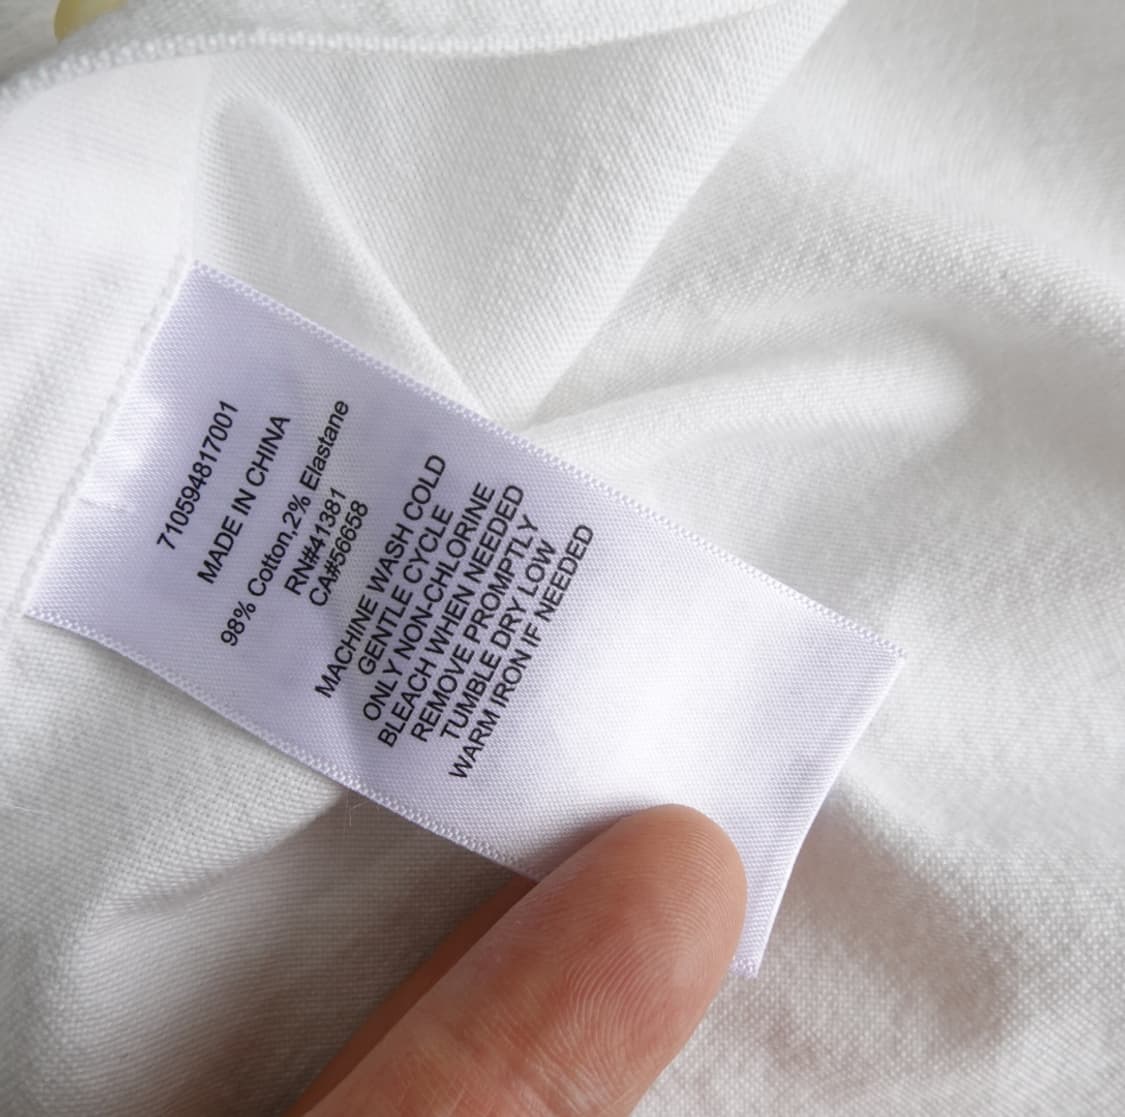 710594817001
MADE IN CHINA
98% Cotton,2% Elastane
RN#41381
CA#56658
MACHINE WASH COLD
GENTLE CYCLE
ONLY NON-CHLORINE
BLEACH WHEN NEEDED
REMOVE PROMPTLY
TUMBLE DRY LOW
WARM IRON IF NEEDED